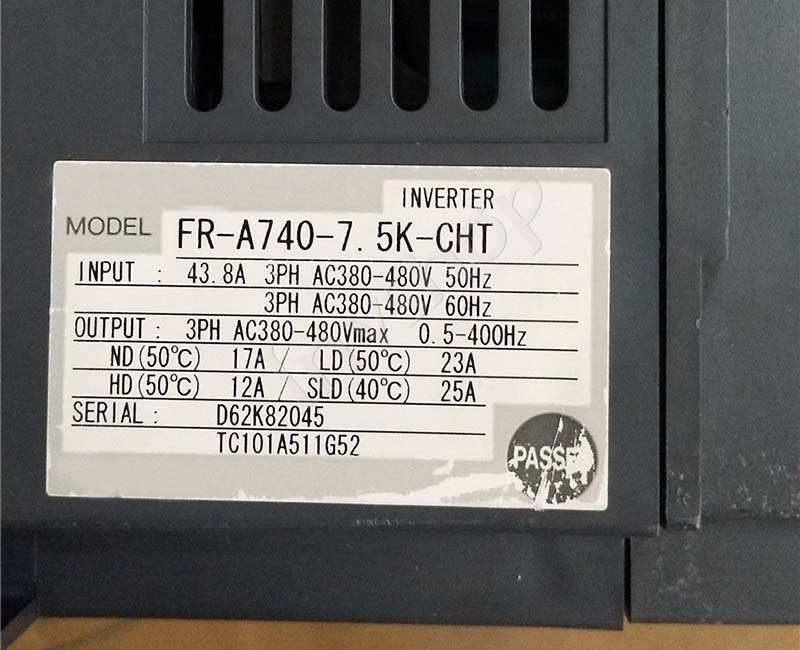 INVERTER
MODEL FR-A740-7.5K-CHT
INPUT : 43.8A 3PH AC380-480V 50Hz
3PH AC380-480V 60Hz
OUTPUT : 3PH AC380-480Vmax 0.5-400Hz
ND(50℃) 17A / LD(50℃) 23A
HD(50℃) 12A / SLD(40℃) 25A
SERIAL : D62K82045
TC101A511G52
PASSE